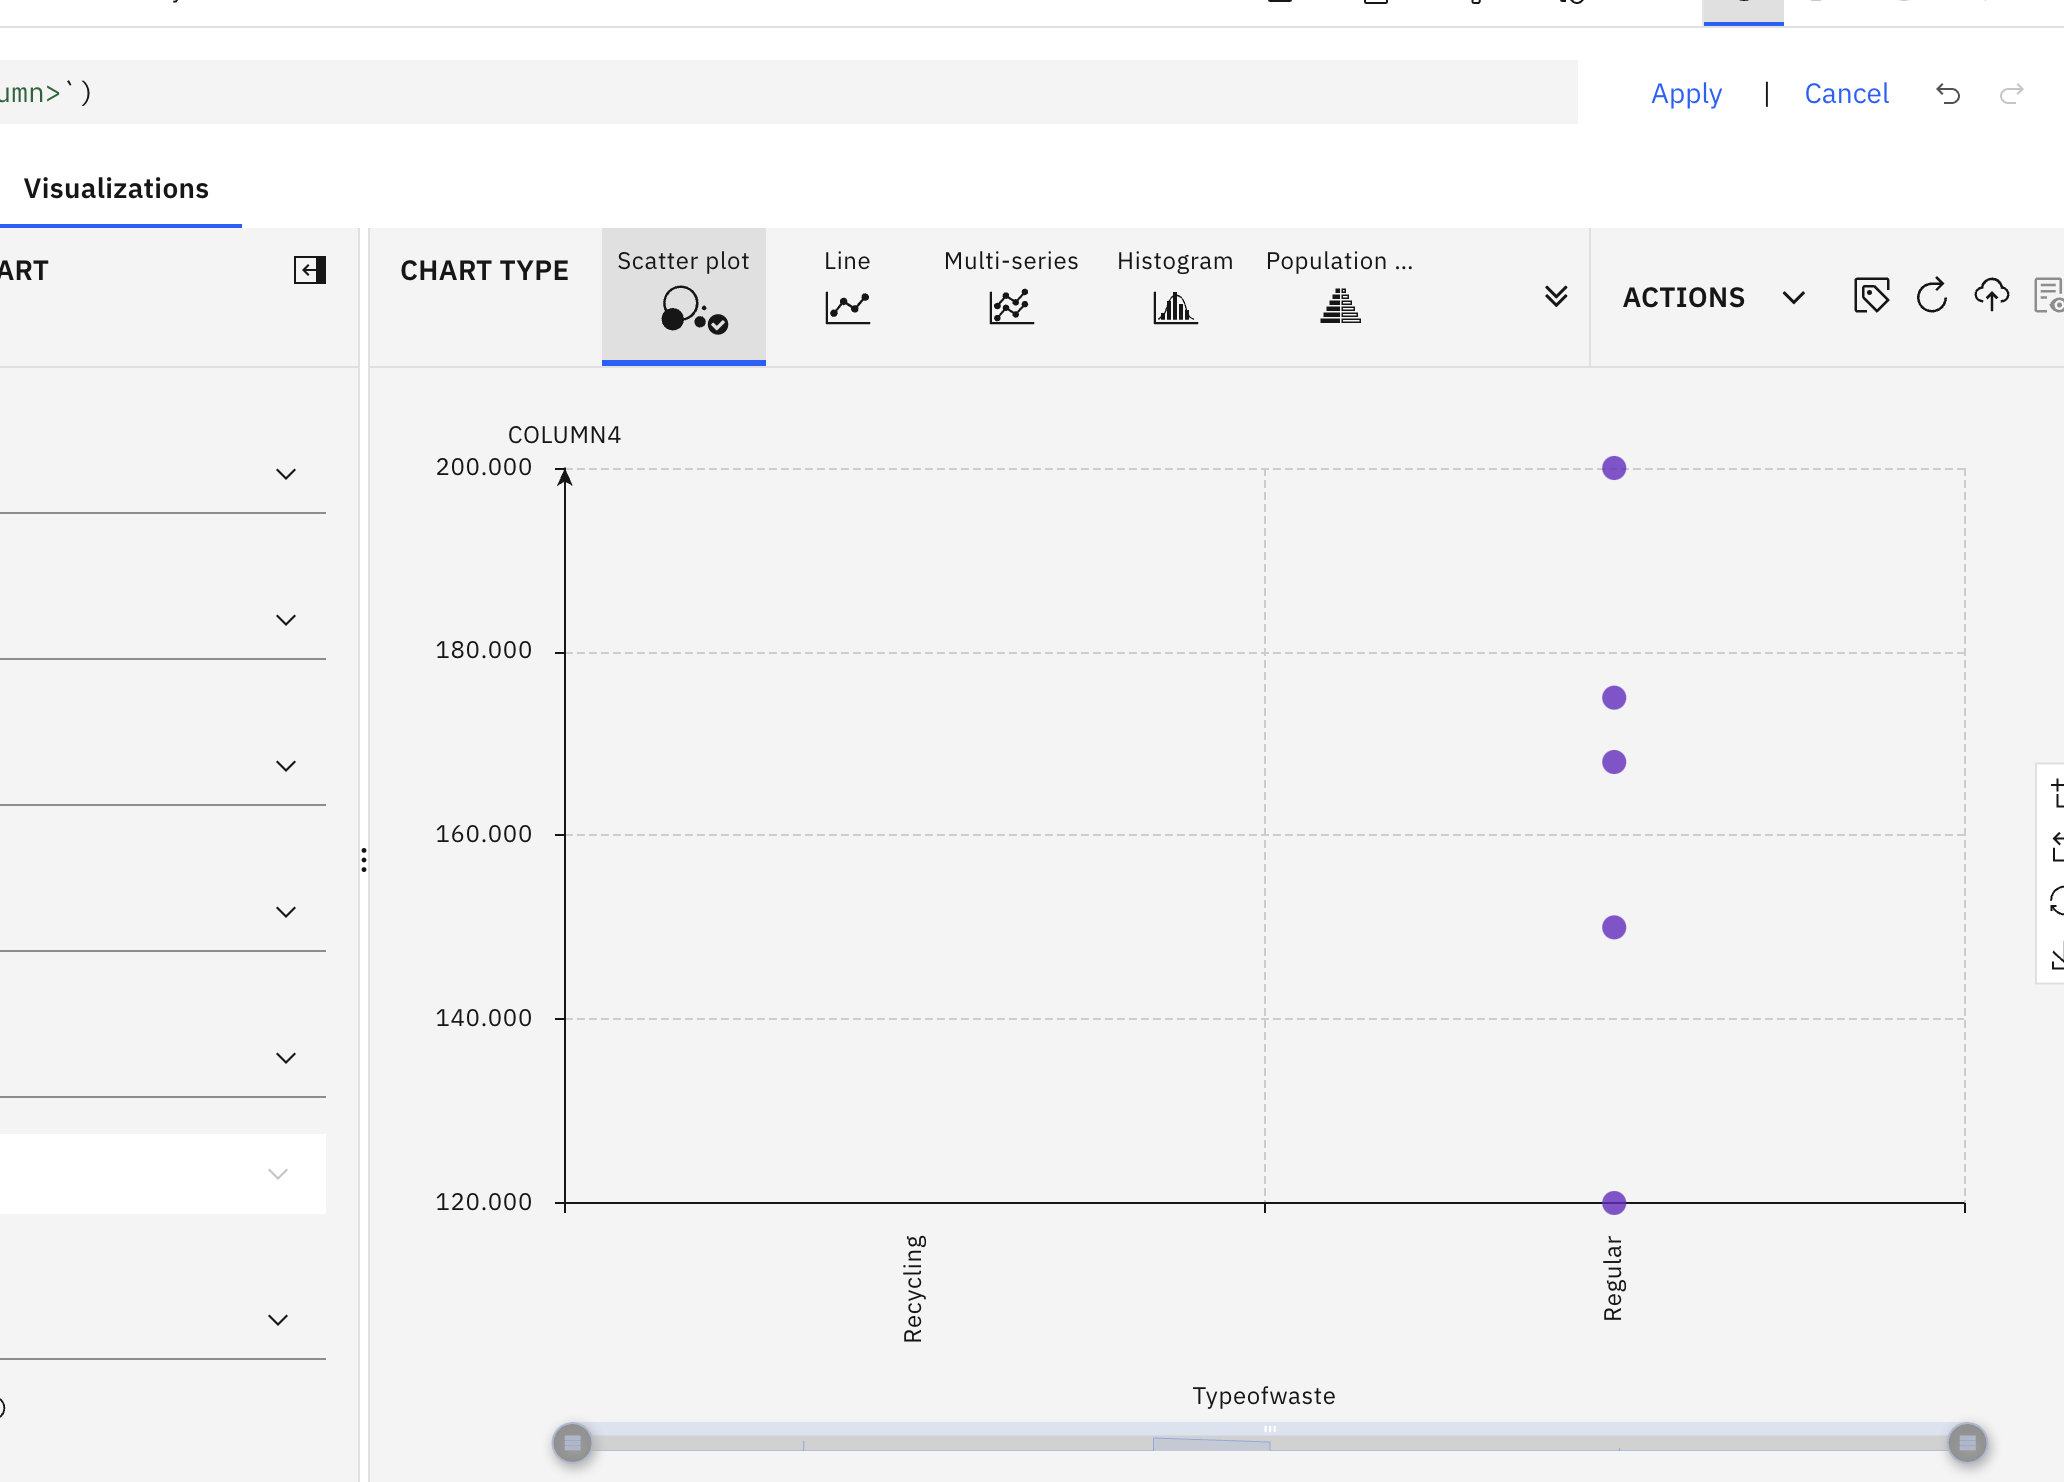 umn>`)
Apply | Cancel
Visualizations
ART
CHART TYPE
Scatter plot
Line
Multi-series
Histogram
Population ...
ACTIONS
COLUMN4
200.000
180.000
160.000
140.000
120.000
Recycling
Regular
Typeofwaste